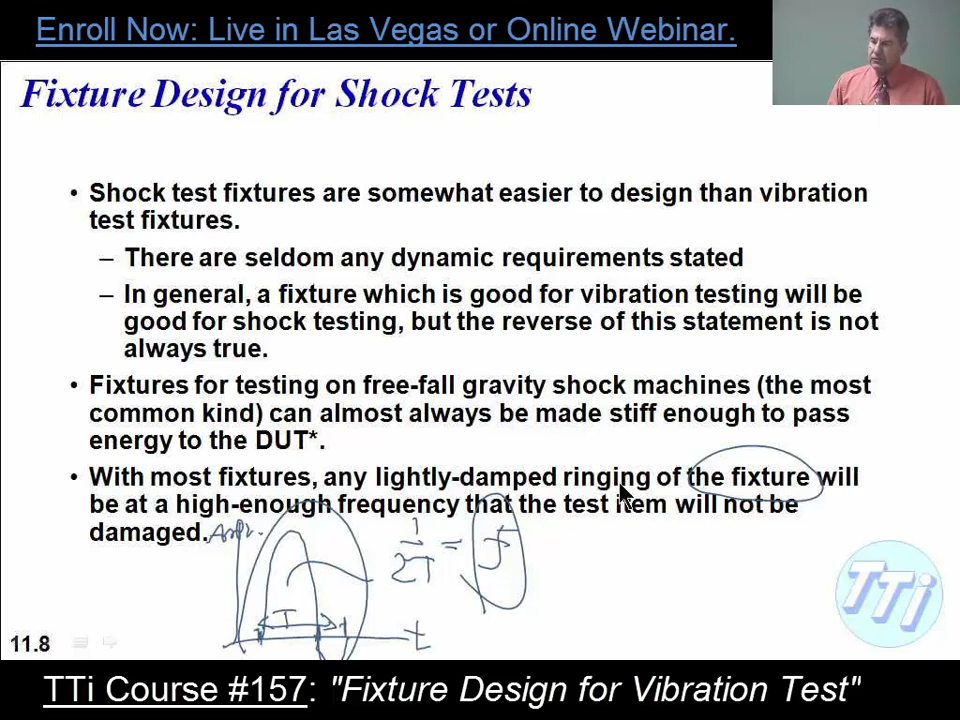 Enroll Now: Live in Las Vegas or Online Webinar.
Fixture Design for Shock Tests
• Shock test fixtures are somewhat easier to design than vibration
test fixtures.
– There are seldom any dynamic requirements stated
– In general, a fixture which is good for vibration testing will be
good for shock testing, but the reverse of this statement is not
always true.
• Fixtures for testing on free-fall gravity shock machines (the most
common kind) can almost always be made stiff enough to pass
energy to the DUT*.
• With most fixtures, any lightly-damped ringing of the fixture will
be at a high-enough frequency that the test item will not be
damged.
1/2T = f
T
t
TTi
11.8
TTi Course #157: "Fixture Design for Vibration Test"